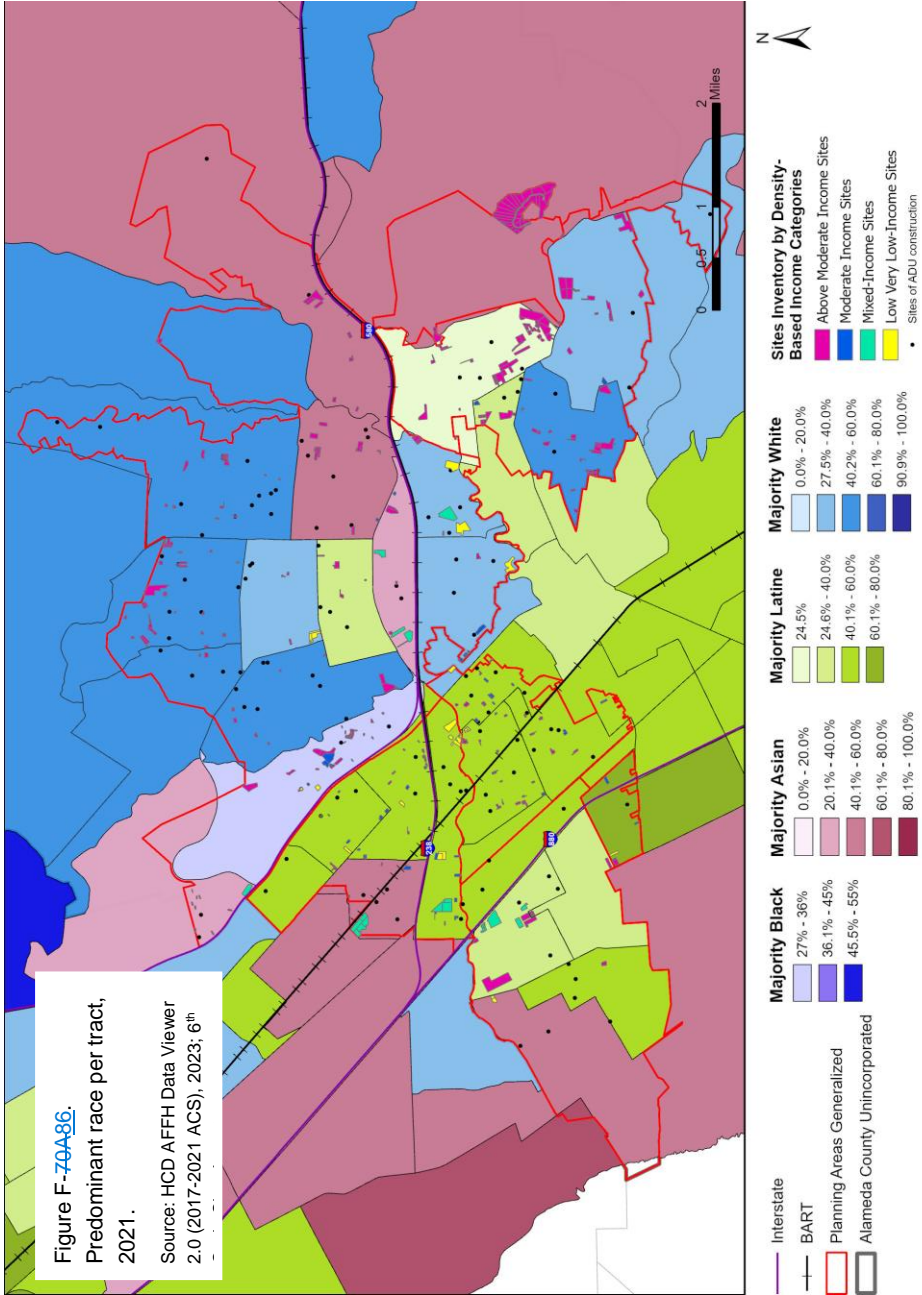 Figure F-70A86.
Predominant race per tract,
2021.
Source: HCD AFFH Data Viewer
2.0 (2017-2021 ACS), 2023; 6th
580
238
880
N
0 0.5 1 2
Miles
Interstate
BART
Planning Areas Generalized
Alameda County Unincorporated
Majority Black
27% - 36%
36.1% - 45%
45.5% - 55%
Majority Asian
0.0% - 20.0%
20.1% - 40.0%
40.1% - 60.0%
60.1% - 80.0%
80.1% - 100.0%
Majority Latine
24.5%
24.6% - 40.0%
40.1% - 60.0%
60.1% - 80.0%
Majority White
0.0% - 20.0%
27.5% - 40.0%
40.2% - 60.0%
60.1% - 80.0%
90.9% - 100.0%
Sites Inventory by Density-
Based Income Categories
Above Moderate Income Sites
Moderate Income Sites
Mixed-Income Sites
Low Very Low-Income Sites
Sites of ADU construction